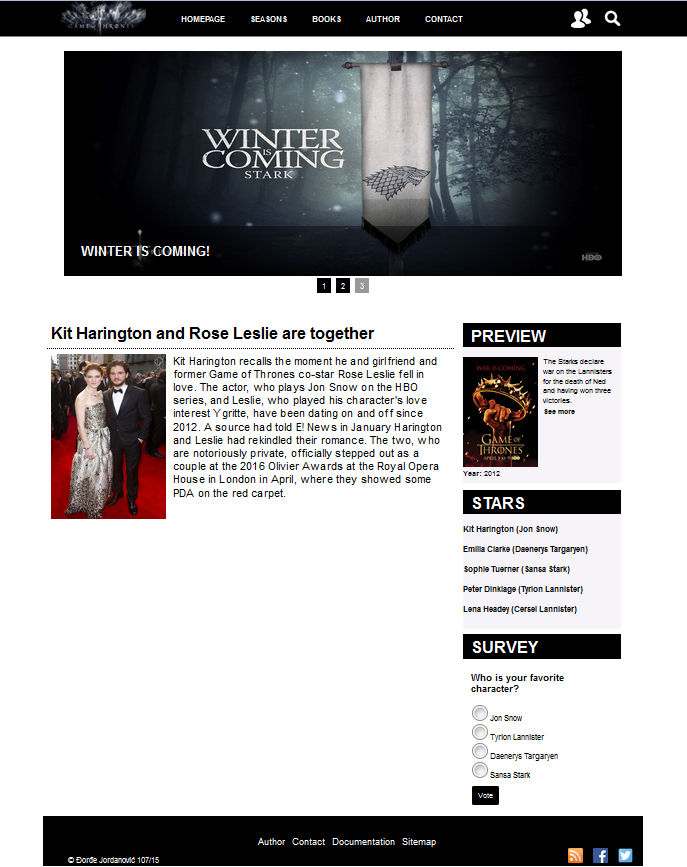 GAME OF THRONES
HOMEPAGE SEASONS BOOKS AUTHOR CONTACT
WINTER
IS
COMING
STARK
WINTER IS COMING!
HBO
1 2 3
Kit Harington and Rose Leslie are together
Kit Harington recalls the moment he and girlfriend and
former Game of Thrones co-star Rose Leslie fell in
love. The actor, who plays Jon Snow on the HBO
series, and Leslie, who played his character's love
interest Ygritte, have been dating on and off since
2012. A source had told E! News in January Harington
and Leslie had rekindled their romance. The two, who
are notoriously private, officially stepped out as a
couple at the 2016 Olivier Awards at the Royal Opera
House in London in April, where they showed some
PDA on the red carpet.
PREVIEW
WAR IS COMING
GAME OF
THRONES
The Starks declare
war on the Lannisters
for the death of Ned
and having won three
victories.
See more
Year: 2012
STARS
Kit Harington (Jon Snow)
Emilia Clarke (Daenerys Targaryen)
Sophie Tuerner (Sansa Stark)
Peter Dinklage (Tyrion Lannister)
Lena Headey (Cersei Lannister)
SURVEY
Who is your favorite
character?
Jon Snow
Tyrion Lannister
Daenerys Targaryen
Sansa Stark
Vote
Author Contact Documentation Sitemap
© Đorđe Jordanović 107/15